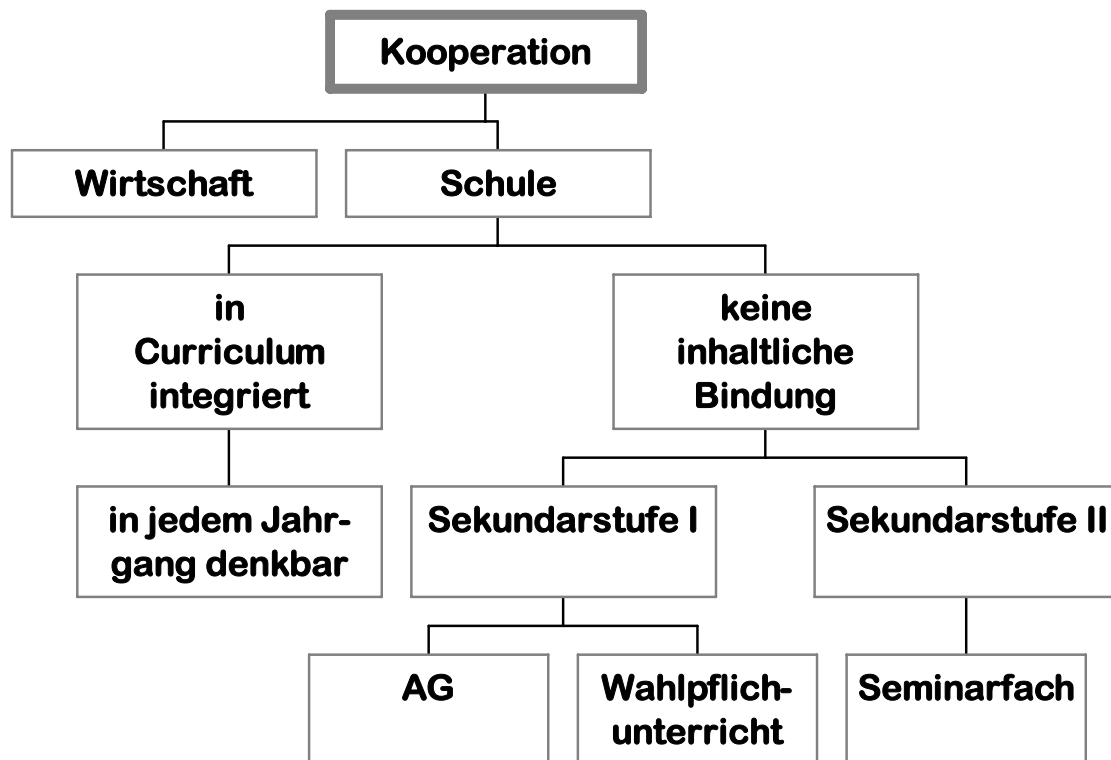 Kooperation
Wirtschaft
Schule
in
Curriculum
integriert
keine
inhaltliche
Bindung
in jedem Jahr-
gang denkbar
Sekundarstufe I
Sekundarstufe II
AG
Wahlpflich-
unterricht
Seminarfach